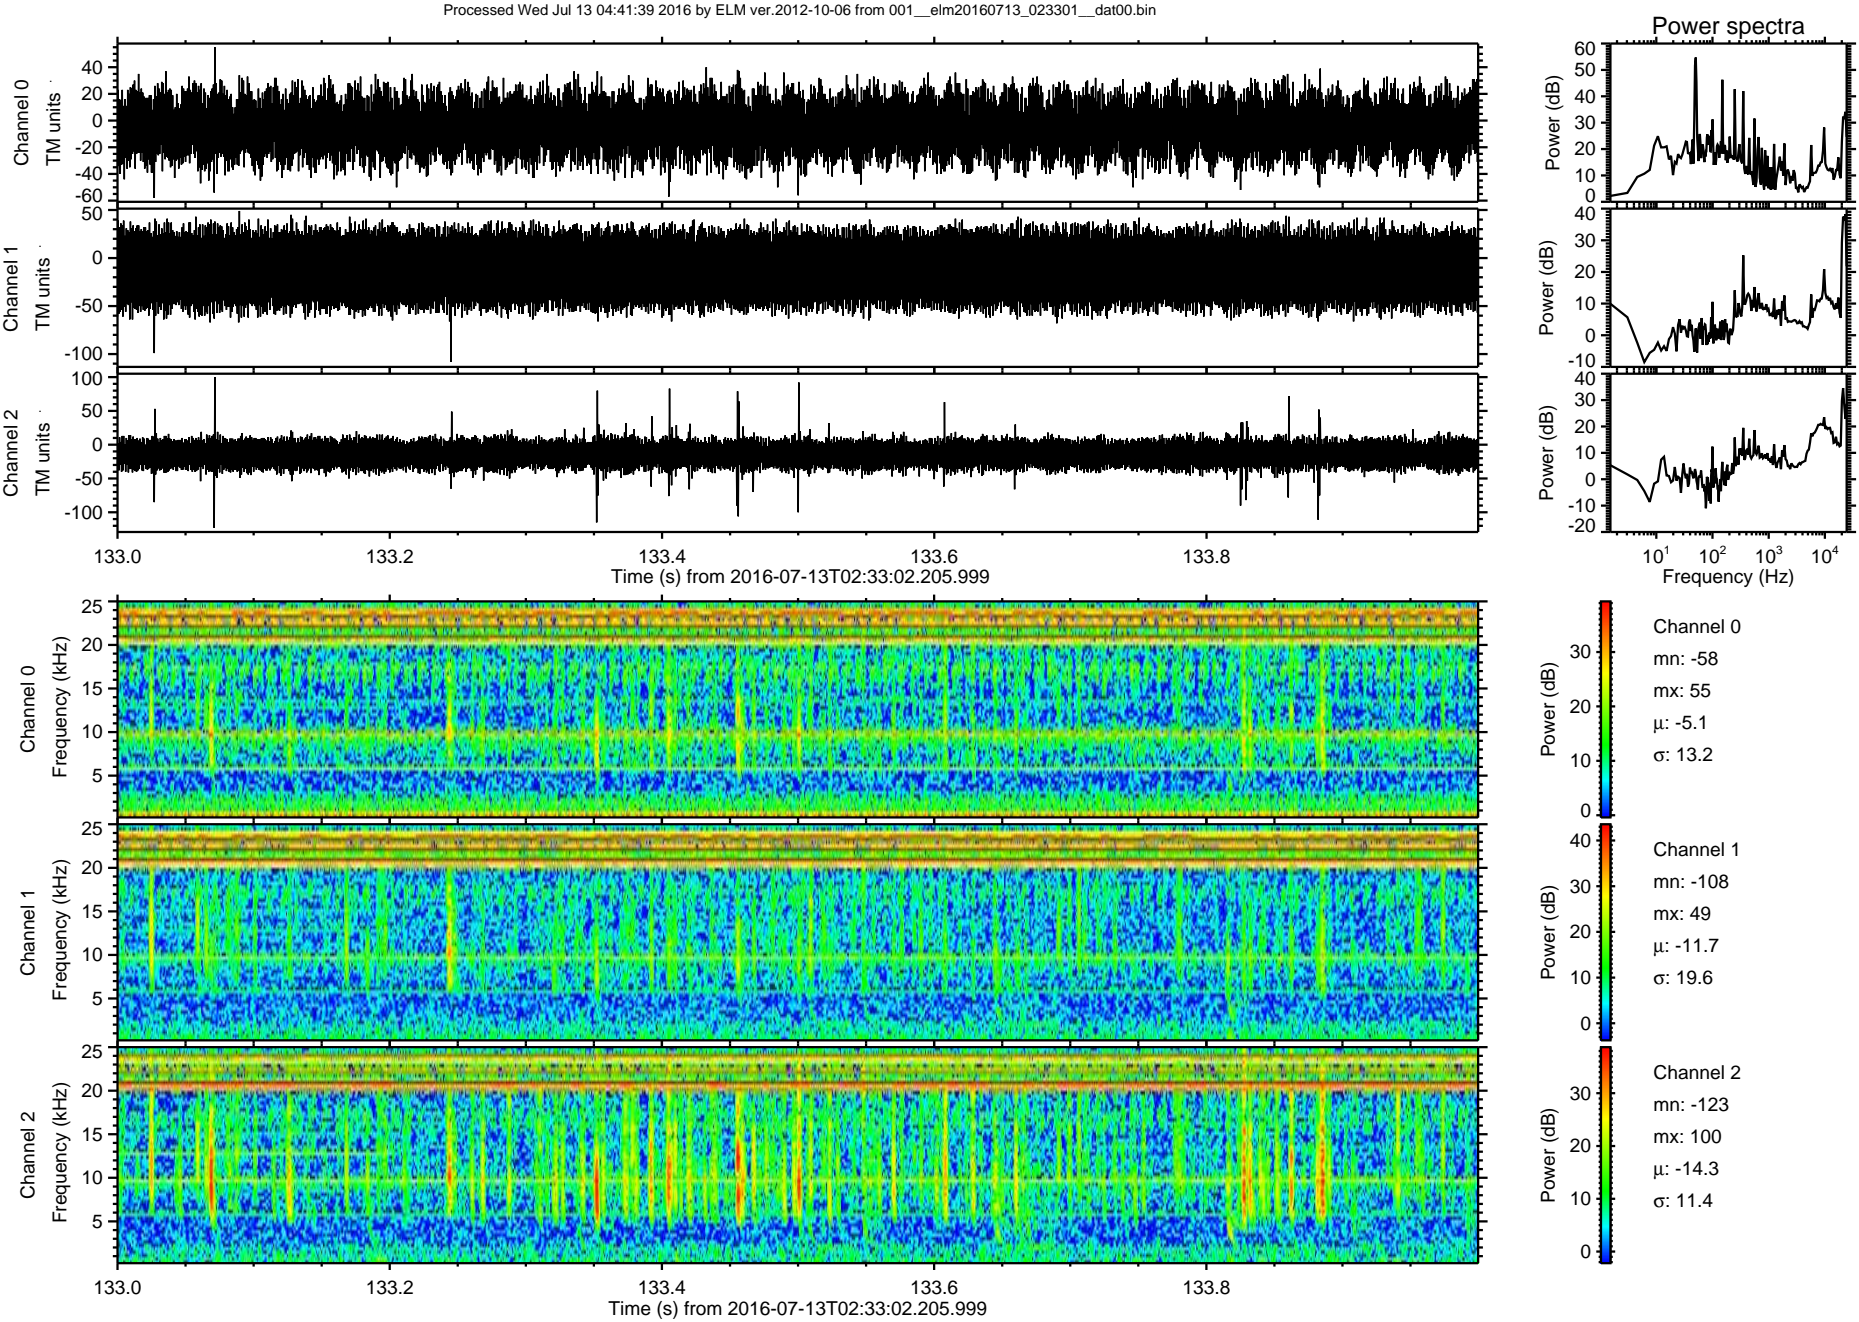 Processed Wed Jul 13 04:41:39 2016 by ELM ver.2012-10-06 from 001__elm20160713_023301__dat00.bin
Power spectra
Channel 0
TM units
40
20
0
-20
-40
-60
Power (dB)
60
50
40
30
20
10
0
Channel 1
TM units
50
0
-50
-100
Power (dB)
40
30
20
10
0
-10
Channel 2
TM units
100
50
0
-50
-100
Power (dB)
40
30
20
10
0
-10
-20
133.0 133.2 133.4 133.6 133.8
Time (s) from 2016-07-13T02:33:02.205.999
10¹ 10² 10³ 10⁴
Frequency (Hz)
Channel 0
Frequency (kHz)
25
20
15
10
5
Power (dB)
30
20
10
0
Channel 0
mn: -58
mx: 55
μ: -5.1
σ: 13.2
Channel 1
Frequency (kHz)
25
20
15
10
5
Power (dB)
40
30
20
10
0
Channel 1
mn: -108
mx: 49
μ: -11.7
σ: 19.6
Channel 2
Frequency (kHz)
25
20
15
10
5
Power (dB)
30
20
10
0
Channel 2
mn: -123
mx: 100
μ: -14.3
σ: 11.4
133.0 133.2 133.4 133.6 133.8
Time (s) from 2016-07-13T02:33:02.205.999